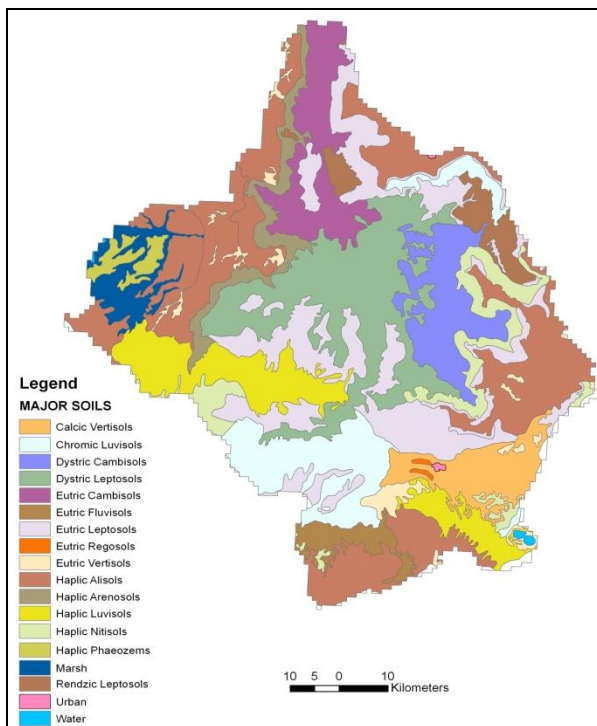 Legend
MAJOR SOILS
Calcic Vertisols
Chromic Luvisols
Dystric Cambisols
Dystric Leptosols
Eutric Cambisols
Eutric Fluvisols
Eutric Leptosols
Eutric Regosols
Eutric Vertisols
Haplic Alisols
Haplic Arenosols
Haplic Luvisols
Haplic Nitisols
Haplic Phaeozems
Marsh
Rendzic Leptosols
Urban
Water
10 5 0 10
Kilometers